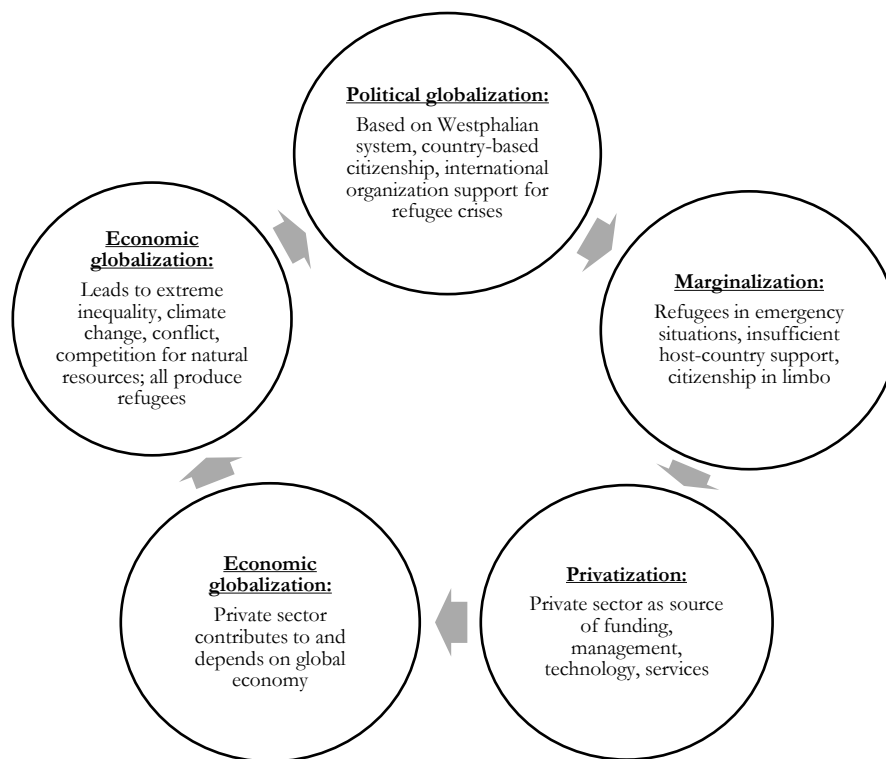 Political globalization:
Based on Westphalian
system, country-based
citizenship, international
organization support for
refugee crises
Marginalization:
Refugees in emergency
situations, insufficient
host-country support,
citizenship in limbo
Privatization:
Private sector as source
of funding,
management,
technology, services
Economic
globalization:
Private sector
contributes to and
depends on global
economy
Economic
globalization:
Leads to extreme
inequality, climate
change, conflict,
competition for natural
resources; all produce
refugees